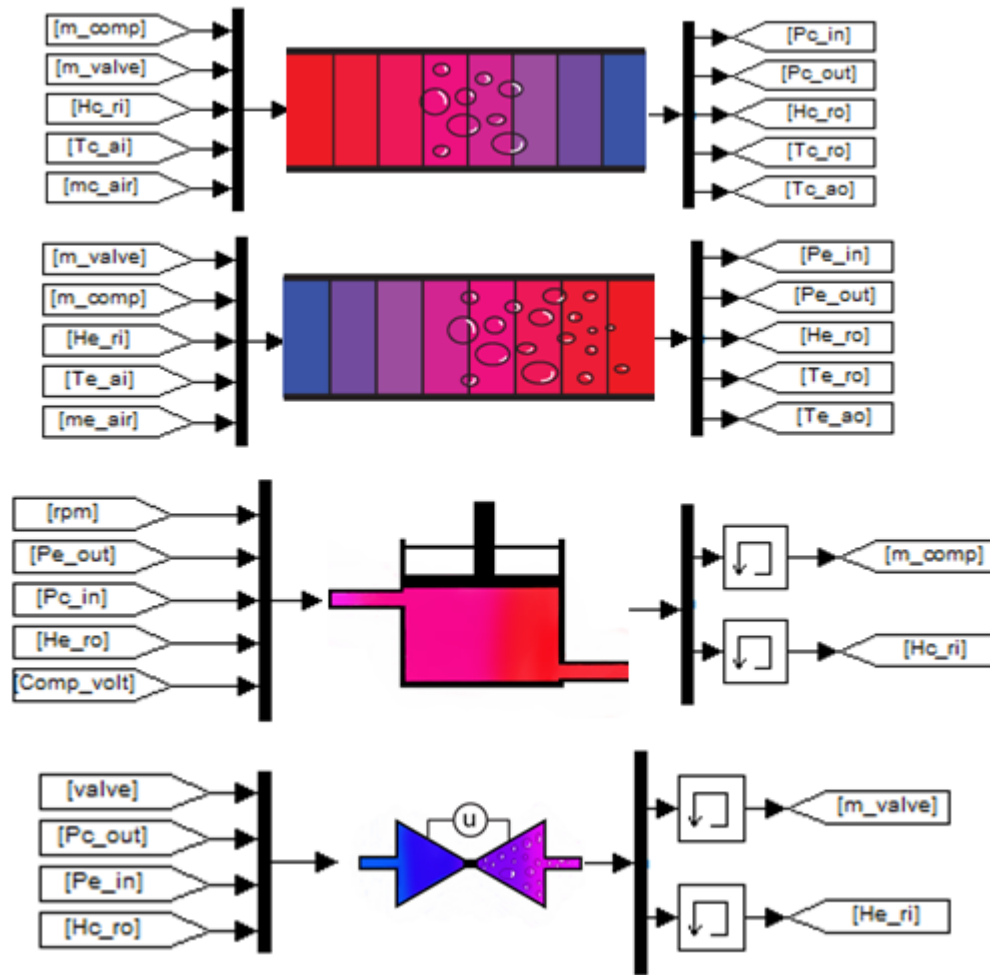 [m_comp]
[m_valve]
[Hc_ri]
[Tc_ai]
[mc_air]
[Pc_in]
[Pc_out]
[Hc_ro]
[Tc_ro]
[Tc_ao]
[m_valve]
[m_comp]
[He_ri]
[Te_ai]
[me_air]
[Pe_in]
[Pe_out]
[He_ro]
[Te_ro]
[Te_ao]
[rpm]
[Pe_out]
[Pc_in]
[He_ro]
[Comp_volt]
[m_comp]
[Hc_ri]
[valve]
[Pc_out]
[Pe_in]
[Hc_ro]
u
[m_valve]
[He_ri]